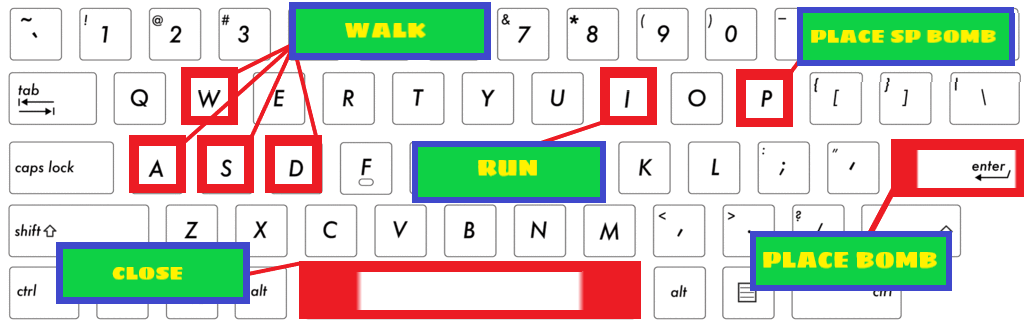 ~ ` ! 1 @ 2 # 3 WALK & 7 * 8 ( 9 ) 0 – PLACE SP BOMB
tab Q W E R T Y U I O P { [ } ] | \
caps lock A S D F RUN K L : ; " ' enter
shift Z X C V B N M < , > . ? /
CLOSE PLACE BOMB
ctrl alt alt ctrl